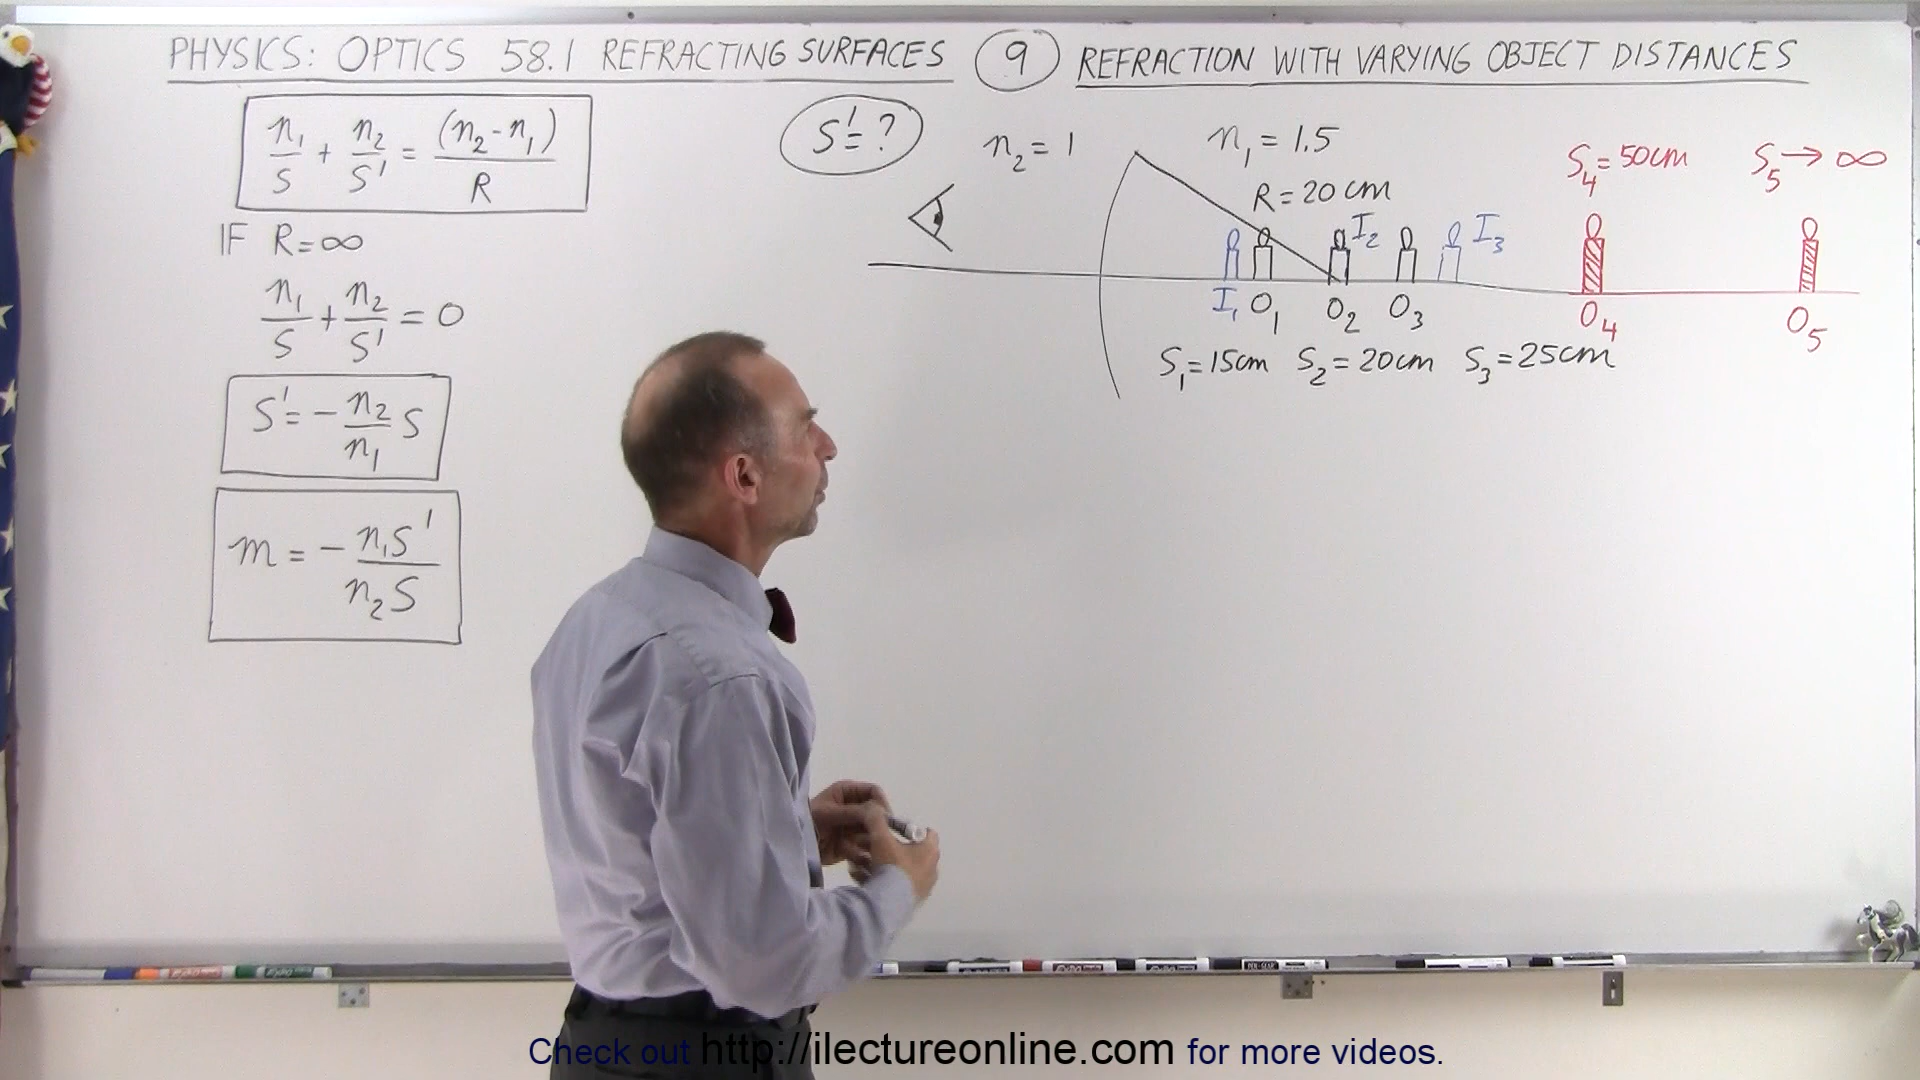 PHYSICS: OPTICS 58.1 REFRACTING SURFACES 9 REFRACTION WITH VARYING OBJECT DISTANCES
n₁/S + n₂/S' = (n₂-n₁)/R
IF R=∞
n₁/S + n₂/S' = 0
S' = - n₂/n₁ S
m = - n₁S'/n₂S
S' = ?
n₂ = 1
n₁ = 1.5
R = 20 cm
S₄ = 50cm
S₅ → ∞
I₂
I₃
I₁ O₁ O₂ O₃ O₄ O₅
S₁ = 15cm S₂ = 20cm S₃ = 25cm
Check out http://ilectureonline.com for more videos.